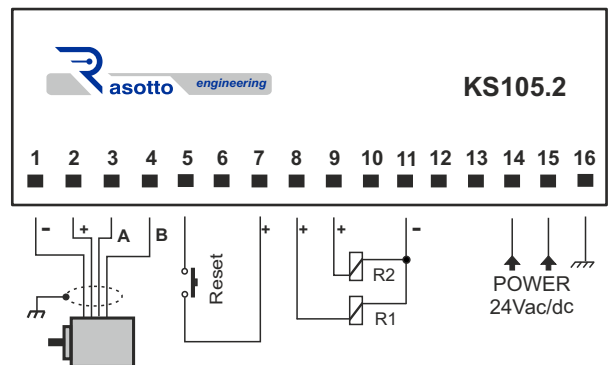 Rasotto engineering
KS105.2
1 2 3 4 5 6 7 8 9 10 11 12 13 14 15 16
- + A B + + + -
Reset
R2
R1
POWER
24Vac/dc